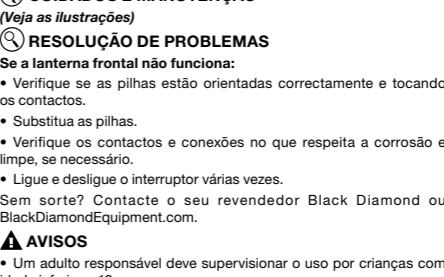 (Veja as ilustrações)
RESOLUÇÃO DE PROBLEMAS
Se a lanterna frontal não funciona:
• Verifique se as pilhas estão orientadas correctamente e tocando
os contactos.
• Substitua as pilhas.
• Verifique os contactos e conexões no que respeita a corrosão e
limpe, se necessário.
• Ligue e desligue o interruptor várias vezes.
Sem sorte? Contacte o seu revendedor Black Diamond ou
BlackDiamondEquipment.com.
AVISOS
• Um adulto responsável deve supervisionar o uso por crianças com